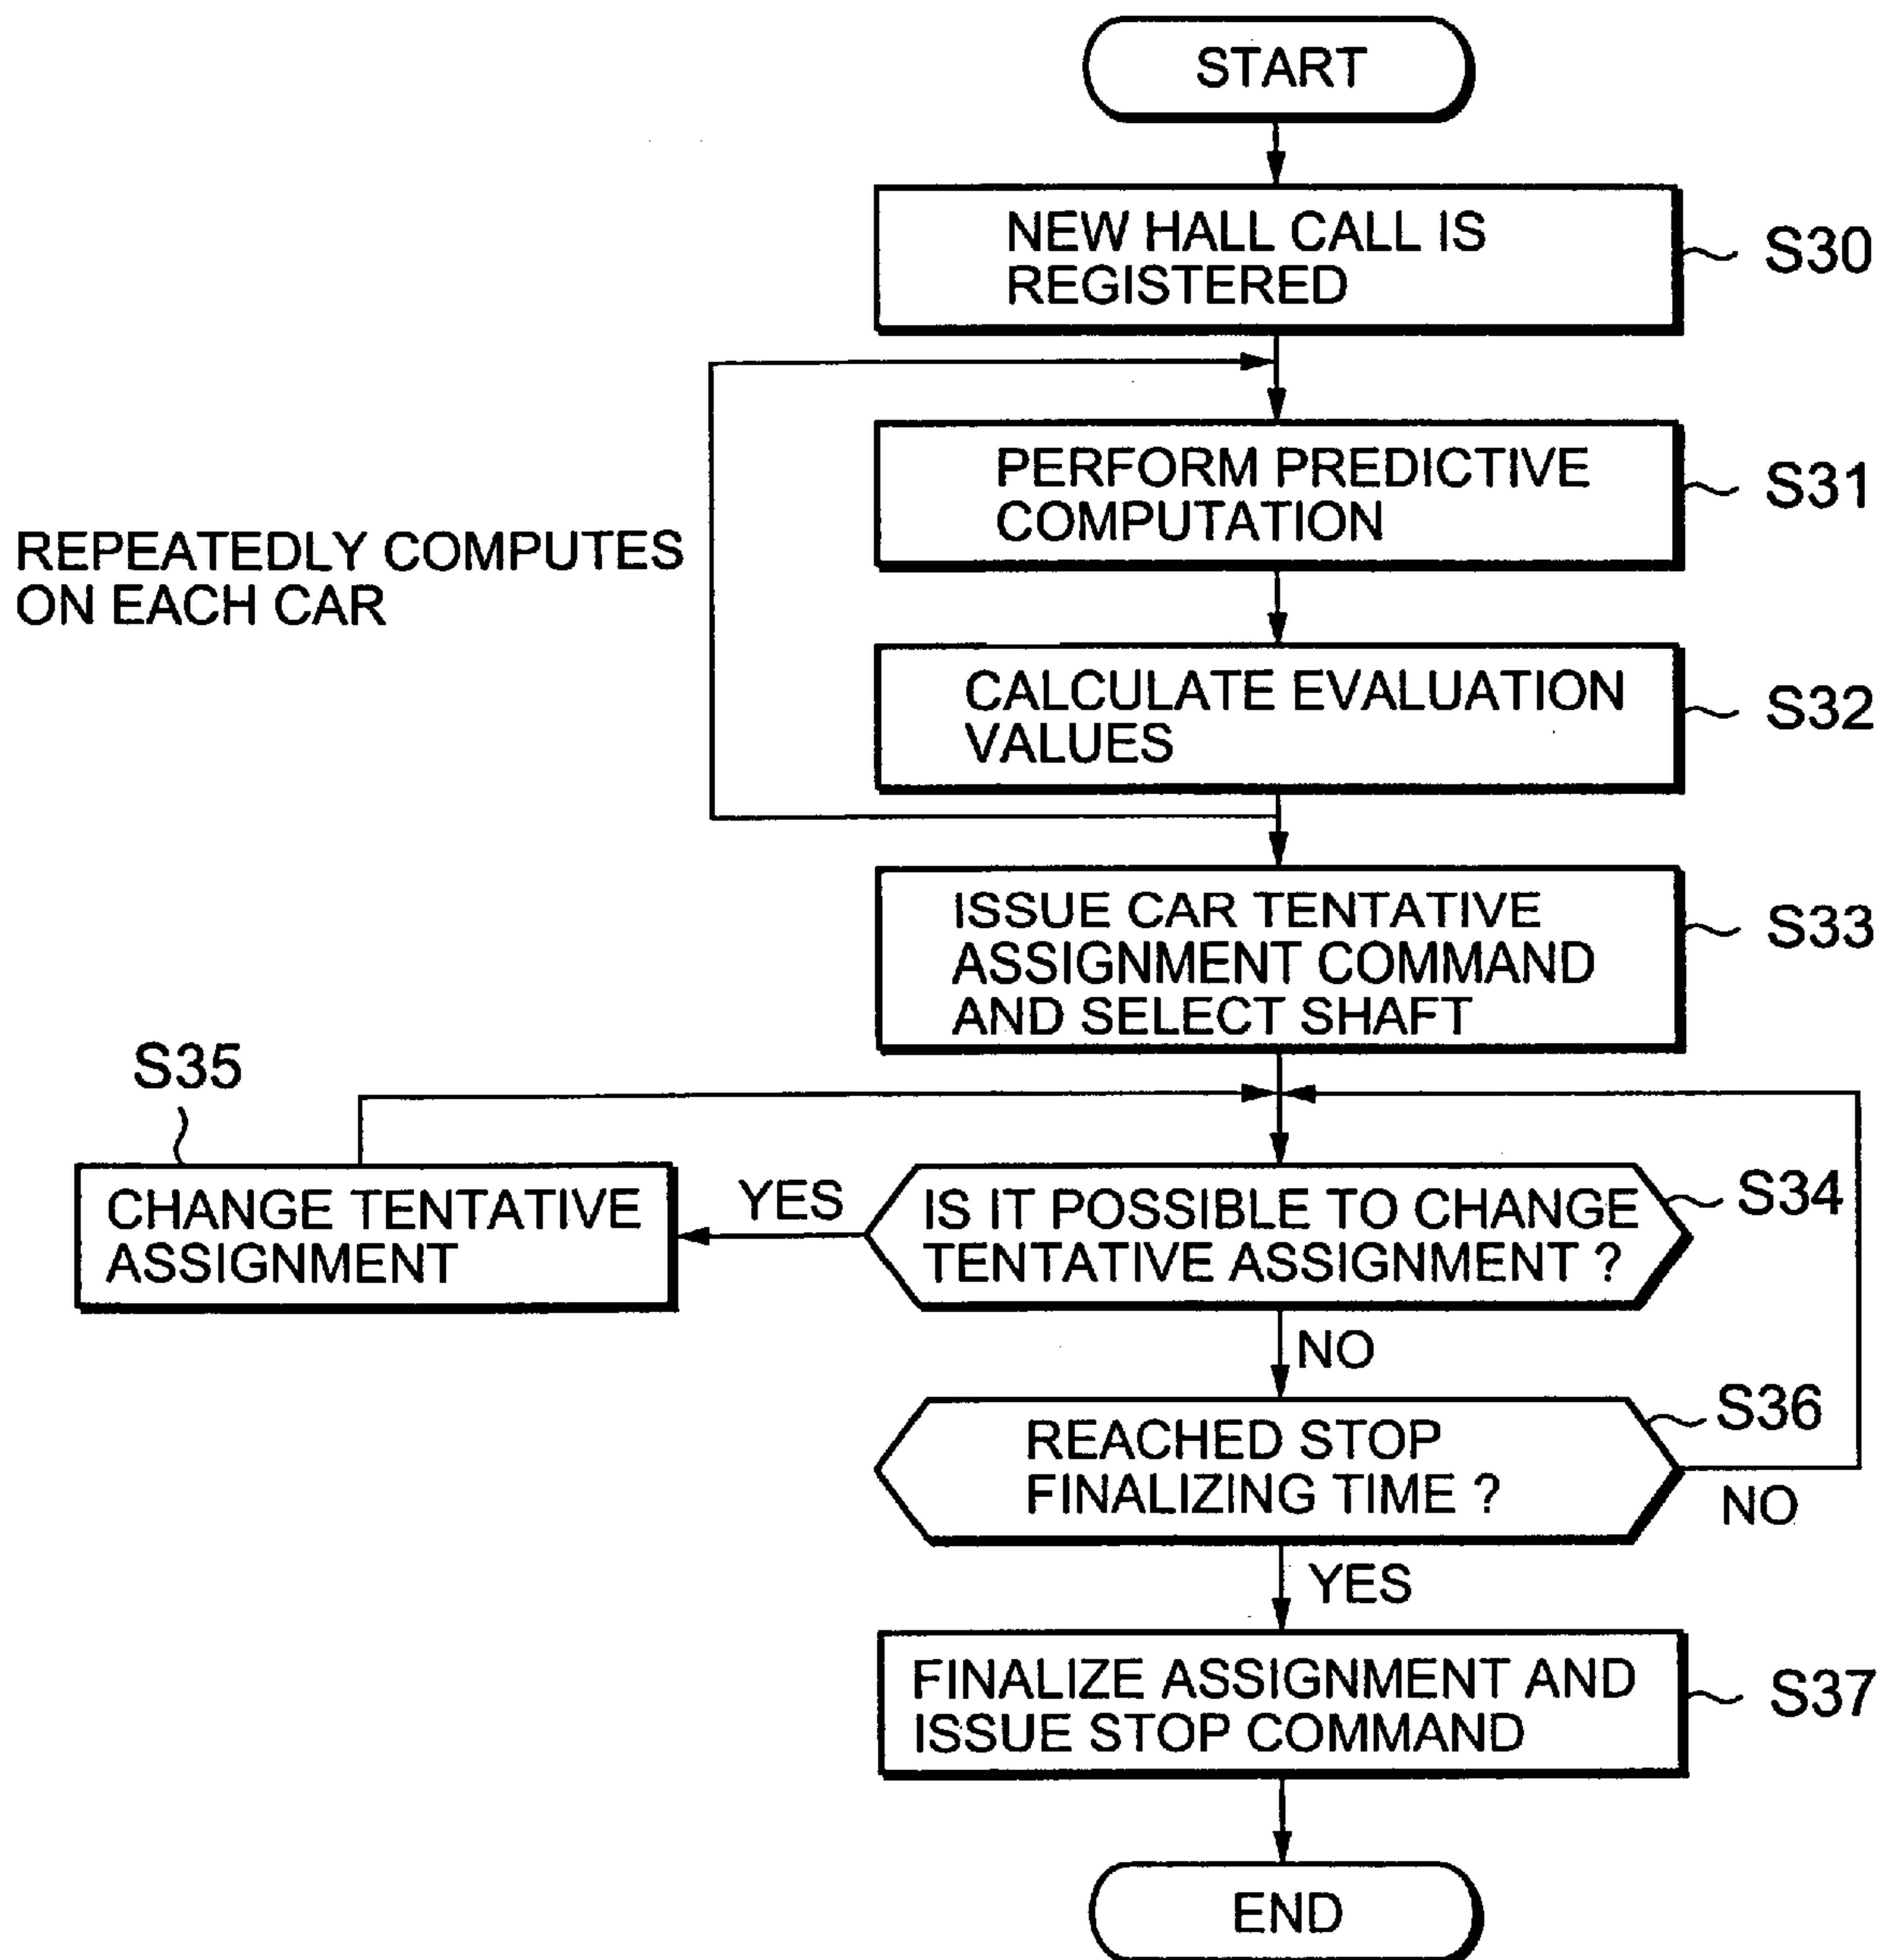 START
NEW HALL CALL IS
REGISTERED
S30
PERFORM PREDICTIVE
COMPUTATION
S31
REPEATEDLY COMPUTES
ON EACH CAR
CALCULATE EVALUATION
VALUES
S32
ISSUE CAR TENTATIVE
ASSIGNMENT COMMAND
AND SELECT SHAFT
S33
S35
CHANGE TENTATIVE
ASSIGNMENT
YES
IS IT POSSIBLE TO CHANGE
TENTATIVE ASSIGNMENT ?
S34
NO
REACHED STOP
FINALIZING TIME ?
S36
NO
YES
FINALIZE ASSIGNMENT AND
ISSUE STOP COMMAND
S37
END